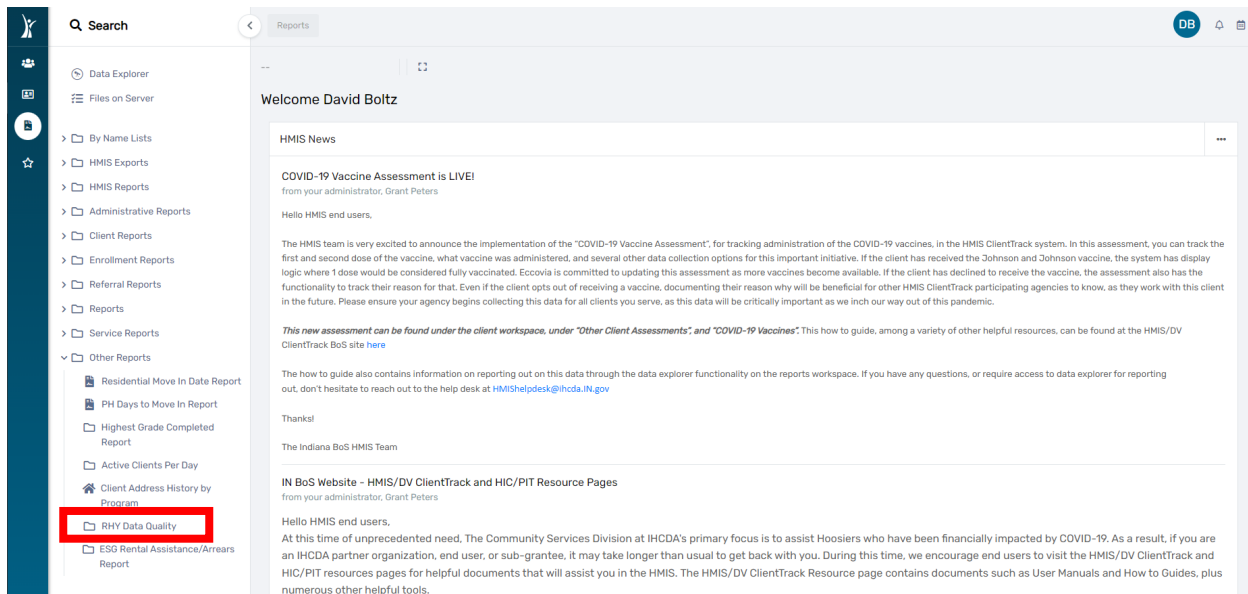 Search
Reports
DB
Data Explorer
Files on Server
By Name Lists
HMIS Exports
HMIS Reports
Administrative Reports
Client Reports
Enrollment Reports
Referral Reports
Reports
Service Reports
Other Reports
Residential Move In Date Report
PH Days to Move In Report
Highest Grade Completed
Report
Active Clients Per Day
Client Address History by
Program
RHY Data Quality
ESG Rental Assistance/Arrears
Report
--
Welcome David Boltz
HMIS News
COVID-19 Vaccine Assessment is LIVE!
from your administrator, Grant Peters
Hello HMIS end users,
The HMIS team is very excited to announce the implementation of the "COVID-19 Vaccine Assessment", for tracking administration of the COVID-19 vaccines, in the HMIS ClientTrack system. In this assessment, you can track the
first and second dose of the vaccine, what vaccine was administered, and several other data collection options for this important initiative. If the client has received the Johnson and Johnson vaccine, the system has display
logic where 1 dose would be considered fully vaccinated. Eccovia is committed to updating this assessment as more vaccines become available. If the client has declined to receive the vaccine, the assessment also has the
functionality to track their reason for that. Even if the client opts out of receiving a vaccine, documenting their reason why will be beneficial for other HMIS ClientTrack participating agencies to know, as they work with this client
in the future. Please ensure your agency begins collecting this data for all clients you serve, as this data will be critically important as we inch our way out of this pandemic.
This new assessment can be found under the client workspace, under "Other Client Assessments", and "COVID-19 Vaccines". This how to guide, among a variety of other helpful resources, can be found at the HMIS/DV
ClientTrack BoS site here
The how to guide also contains information on reporting out on this data through the data explorer functionality on the reports workspace. If you have any questions, or require access to data explorer for reporting
out, don't hesitate to reach out to the help desk at HMIShelpdesk@ihcda.IN.gov
Thanks!
The Indiana BoS HMIS Team
IN BoS Website - HMIS/DV ClientTrack and HIC/PIT Resource Pages
from your administrator, Grant Peters
Hello HMIS end users,
At this time of unprecedented need, The Community Services Division at IHCDA's primary focus is to assist Hoosiers who have been financially impacted by COVID-19. As a result, if you are
an IHCDA partner organization, end user, or sub-grantee, it may take longer than usual to get back with you. During this time, we encourage end users to visit the HMIS/DV ClientTrack and
HIC/PIT resources pages for helpful documents that will assist you in the HMIS. The HMIS/DV ClientTrack Resource page contains documents such as User Manuals and How to Guides, plus
numerous other helpful tools.